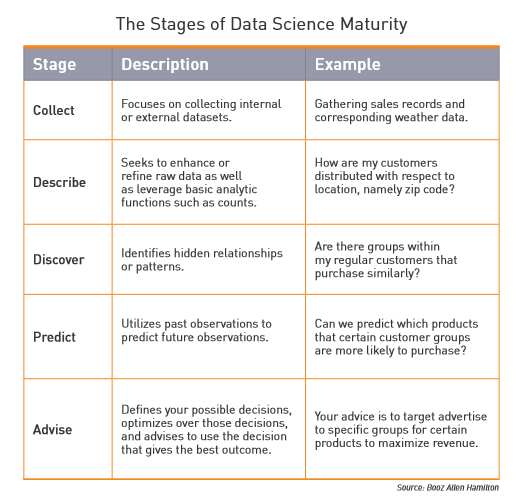 The Stages of Data Science Maturity
Stage Description Example
Collect
Focuses on collecting internal
or external datasets.
Gathering sales records and
corresponding weather data.
Describe
Seeks to enhance or
refine raw data as well
as leverage basic analytic
functions such as counts.
How are my customers
distributed with respect to
location, namely zip code?
Discover
Identifies hidden relationships
or patterns.
Are there groups within
my regular customers that
purchase similarly?
Predict
Utilizes past observations to
predict future observations.
Can we predict which products
that certain customer groups
are more likely to purchase?
Advise
Defines your possible decisions,
optimizes over those decisions,
and advises to use the decision
that gives the best outcome.
Your advice is to target advertise
to specific groups for certain
products to maximize revenue.
Source: Booz Allen Hamilton